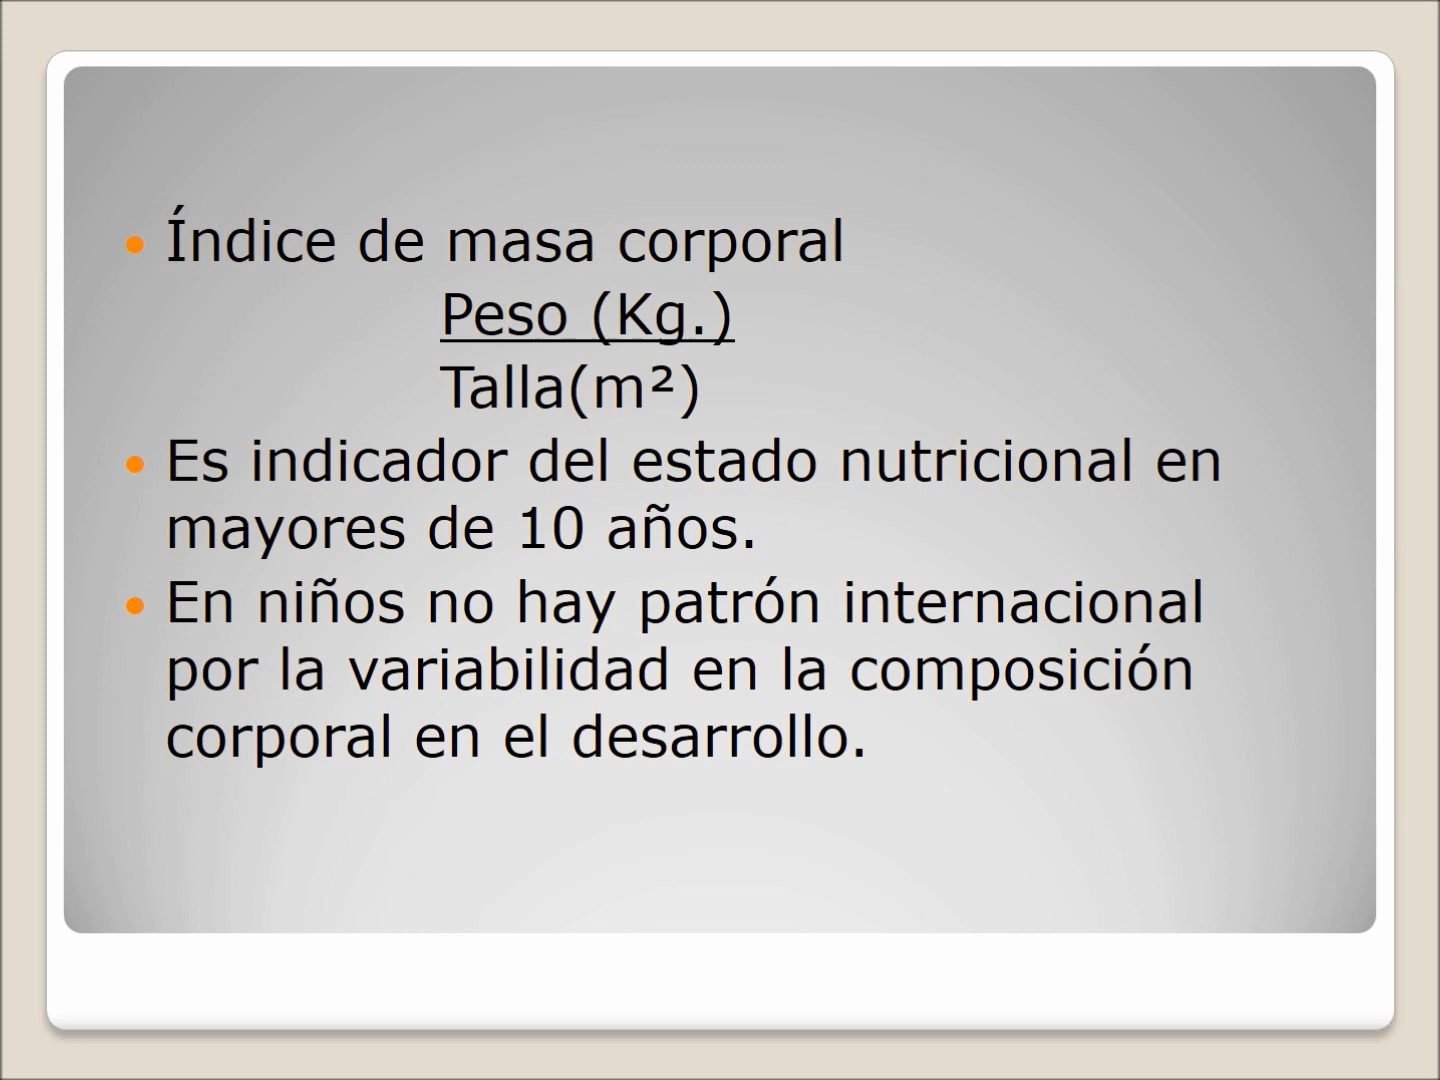 Índice de masa corporal
Peso (Kg.)
Talla(m²)
Es indicador del estado nutricional en
mayores de 10 años.
En niños no hay patrón internacional
por la variabilidad en la composición
corporal en el desarrollo.